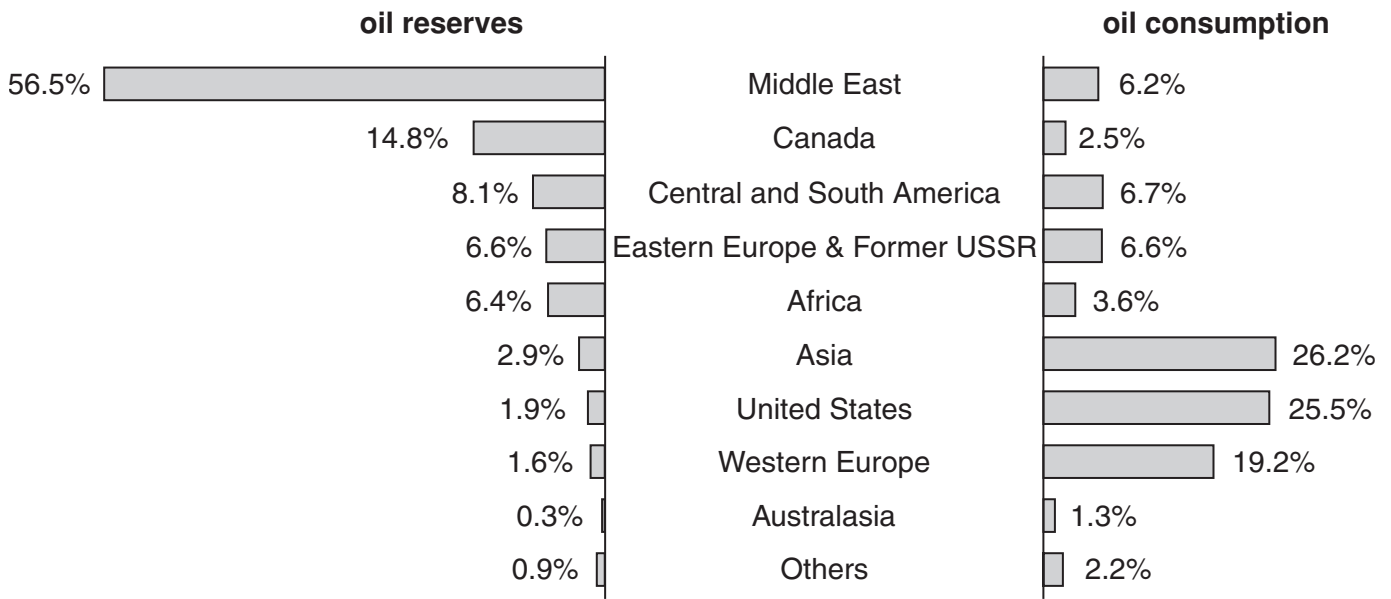 oil reserves oil consumption
56.5% Middle East 6.2%
14.8% Canada 2.5%
8.1% Central and South America 6.7%
6.6% Eastern Europe & Former USSR 6.6%
6.4% Africa 3.6%
2.9% Asia 26.2%
1.9% United States 25.5%
1.6% Western Europe 19.2%
0.3% Australasia 1.3%
0.9% Others 2.2%